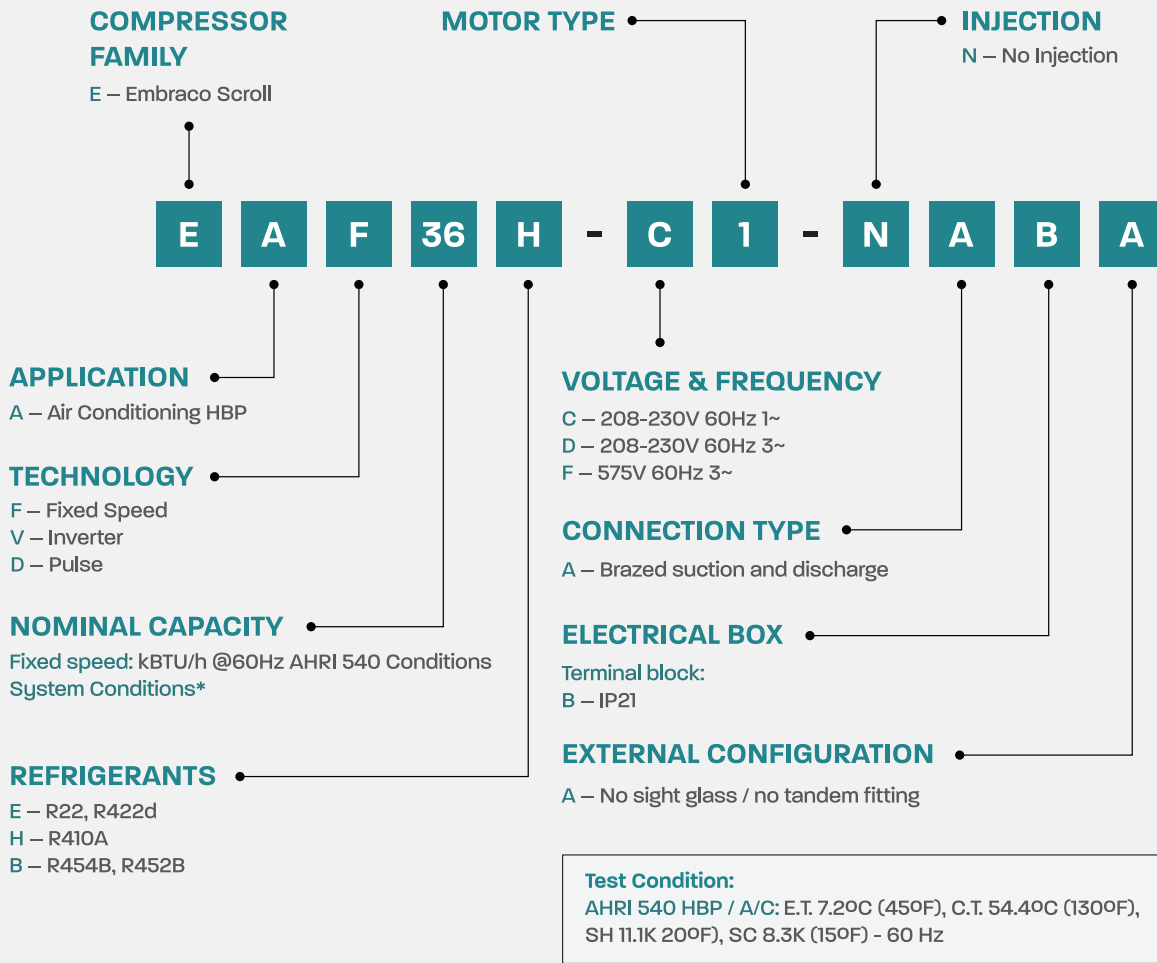 COMPRESSOR
FAMILY
E – Embraco Scroll
MOTOR TYPE
INJECTION
N – No Injection
E A F 36 H - C 1 - N A B A
APPLICATION
A – Air Conditioning HBP
TECHNOLOGY
F – Fixed Speed
V – Inverter
D – Pulse
NOMINAL CAPACITY
Fixed speed: kBTU/h @60Hz AHRI 540 Conditions
System Conditions*
REFRIGERANTS
E – R22, R422d
H – R410A
B – R454B, R452B
VOLTAGE & FREQUENCY
C – 208-230V 60Hz 1~
D – 208-230V 60Hz 3~
F – 575V 60Hz 3~
CONNECTION TYPE
A – Brazed suction and discharge
ELECTRICAL BOX
Terminal block:
B – IP21
EXTERNAL CONFIGURATION
A – No sight glass / no tandem fitting
Test Condition:
AHRI 540 HBP / A/C: E.T. 7.2ºC (45ºF), C.T. 54.4ºC (130ºF),
SH 11.1K 20ºF), SC 8.3K (15ºF) - 60 Hz